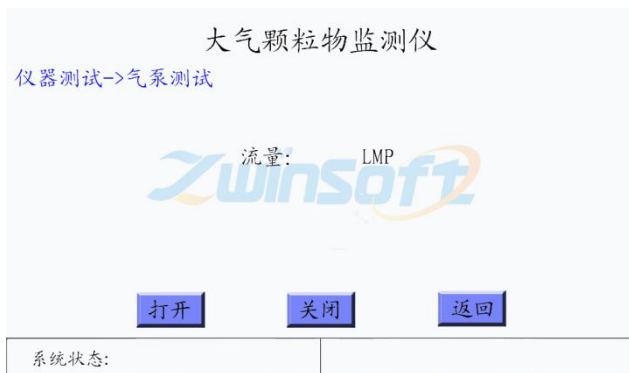 大气颗粒物监测仪
仪器测试->气泵测试
流量: LMP
Zwinsoft
打开 关闭 返回
系统状态: